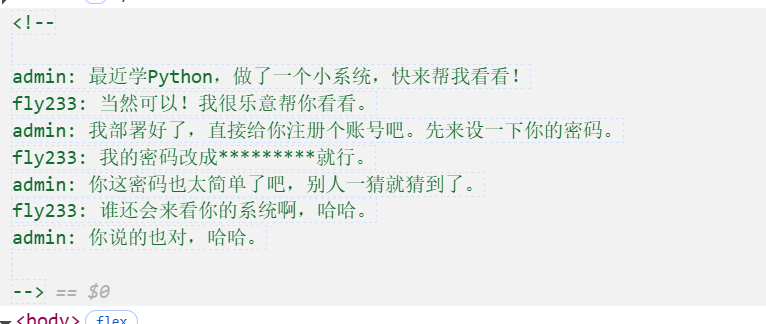 <!--
admin: 最近学Python，做了一个小系统，快来帮我看看！
fly233: 当然可以！我很乐意帮你看看。
admin: 我部署好了，直接给你注册个账号吧。先来设一下你的密码。
fly233: 我的密码改成*********就行。
admin: 你这密码也太简单了吧，别人一猜就猜到了。
fly233: 谁还会来看你的系统啊，哈哈。
admin: 你说的也对，哈哈。
--> == $0
<body> flex